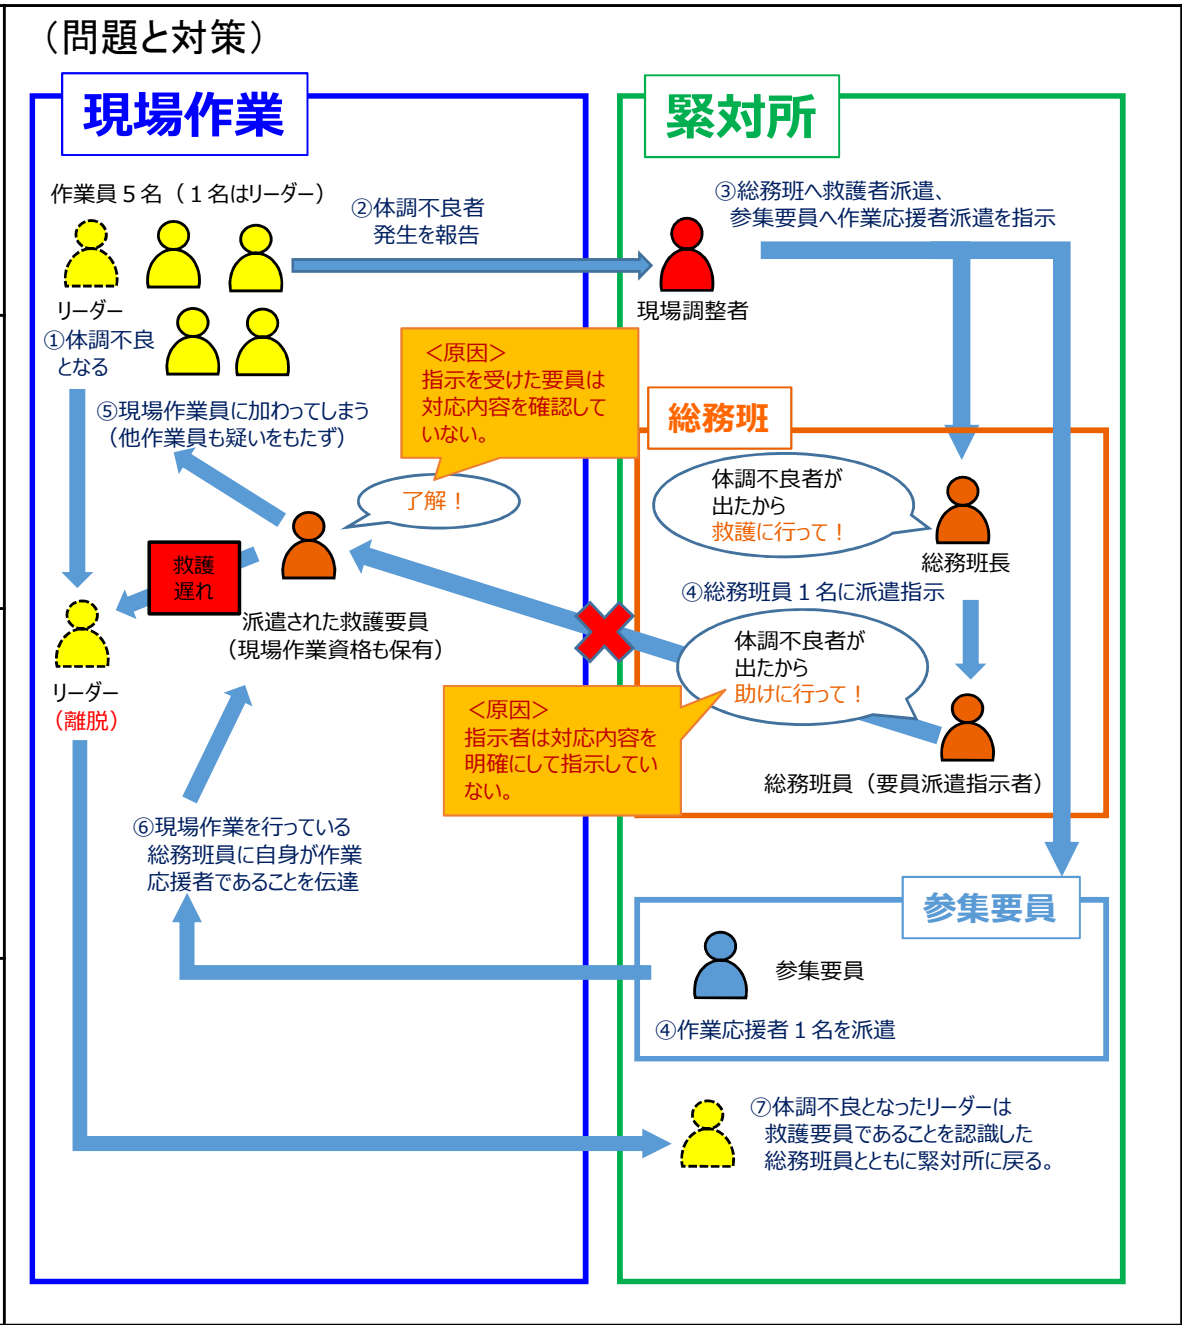 （問題と対策）
現場作業
緊対所
作業員５名（１名はリーダー）
リーダー
①体調不良
となる
②体調不良者
発生を報告
③総務班へ救護者派遣、
参集要員へ作業応援者派遣を指示
現場調整者
＜原因＞
指示を受けた要員は
対応内容を確認して
いない。
⑤現場作業員に加わってしまう
（他作業員も疑いをもたず）
了解！
総務班
体調不良者が
出たから
救護に行って！
総務班長
救護
遅れ
派遣された救護要員
（現場作業資格も保有）
④総務班員１名に派遣指示
体調不良者が
出たから
助けに行って！
リーダー
（離脱）
＜原因＞
指示者は対応内容を
明確にして指示してい
ない。
総務班員（要員派遣指示者）
⑥現場作業を行っている
総務班員に自身が作業
応援者であることを伝達
参集要員
参集要員
④作業応援者１名を派遣
⑦体調不良となったリーダーは
救護要員であることを認識した
総務班員とともに緊対所に戻る。